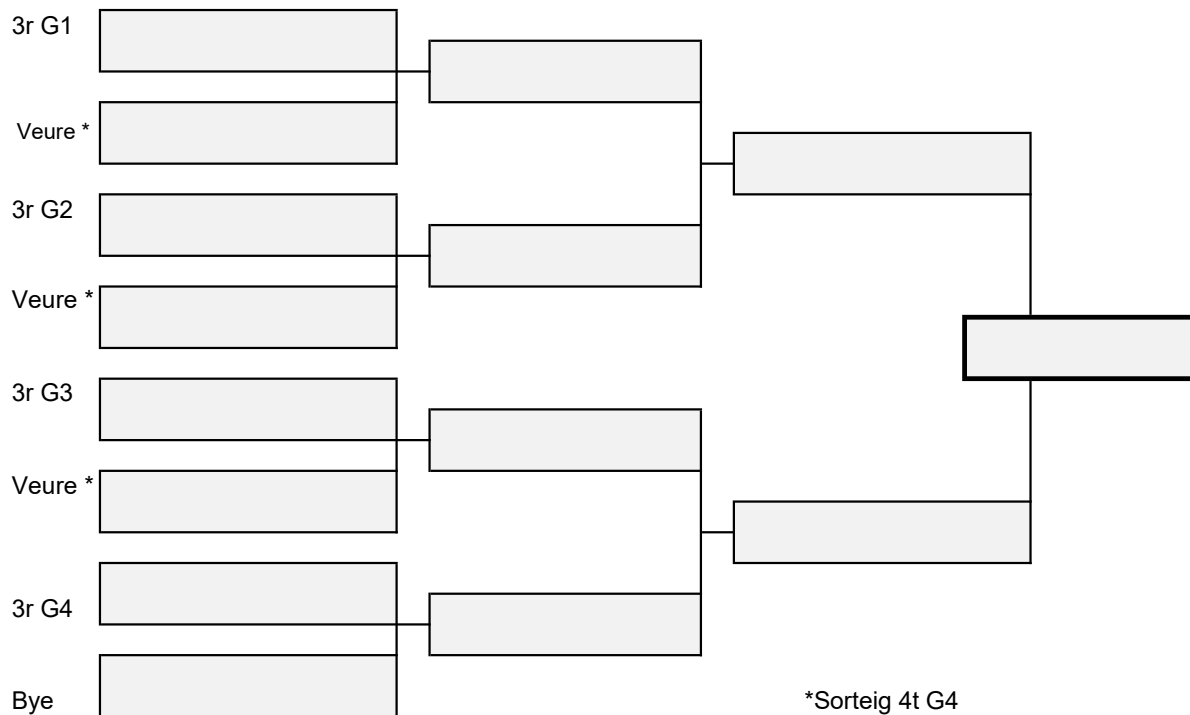 3r G1
Veure *
3r G2
Veure *
3r G3
Veure *
3r G4
Bye
*Sorteig 4t G4